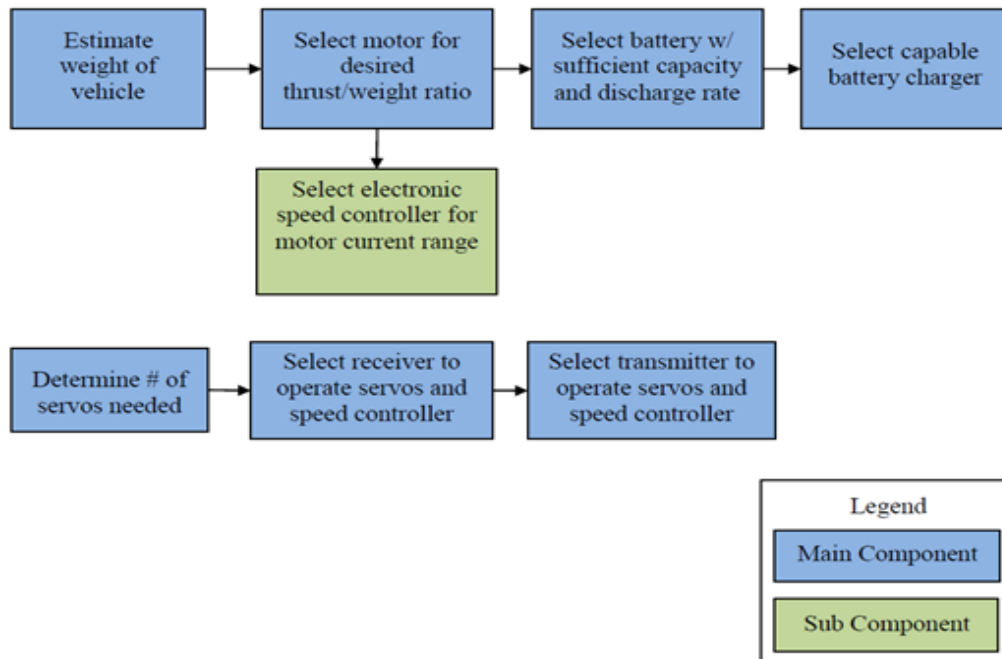 Estimate
weight of
vehicle
Select motor for
desired
thrust/weight ratio
Select battery w/
sufficient capacity
and discharge rate
Select capable
battery charger
Select electronic
speed controller for
motor current range
Determine # of
servos needed
Select receiver to
operate servos and
speed controller
Select transmitter to
operate servos and
speed controller
Legend
Main Component
Sub Component